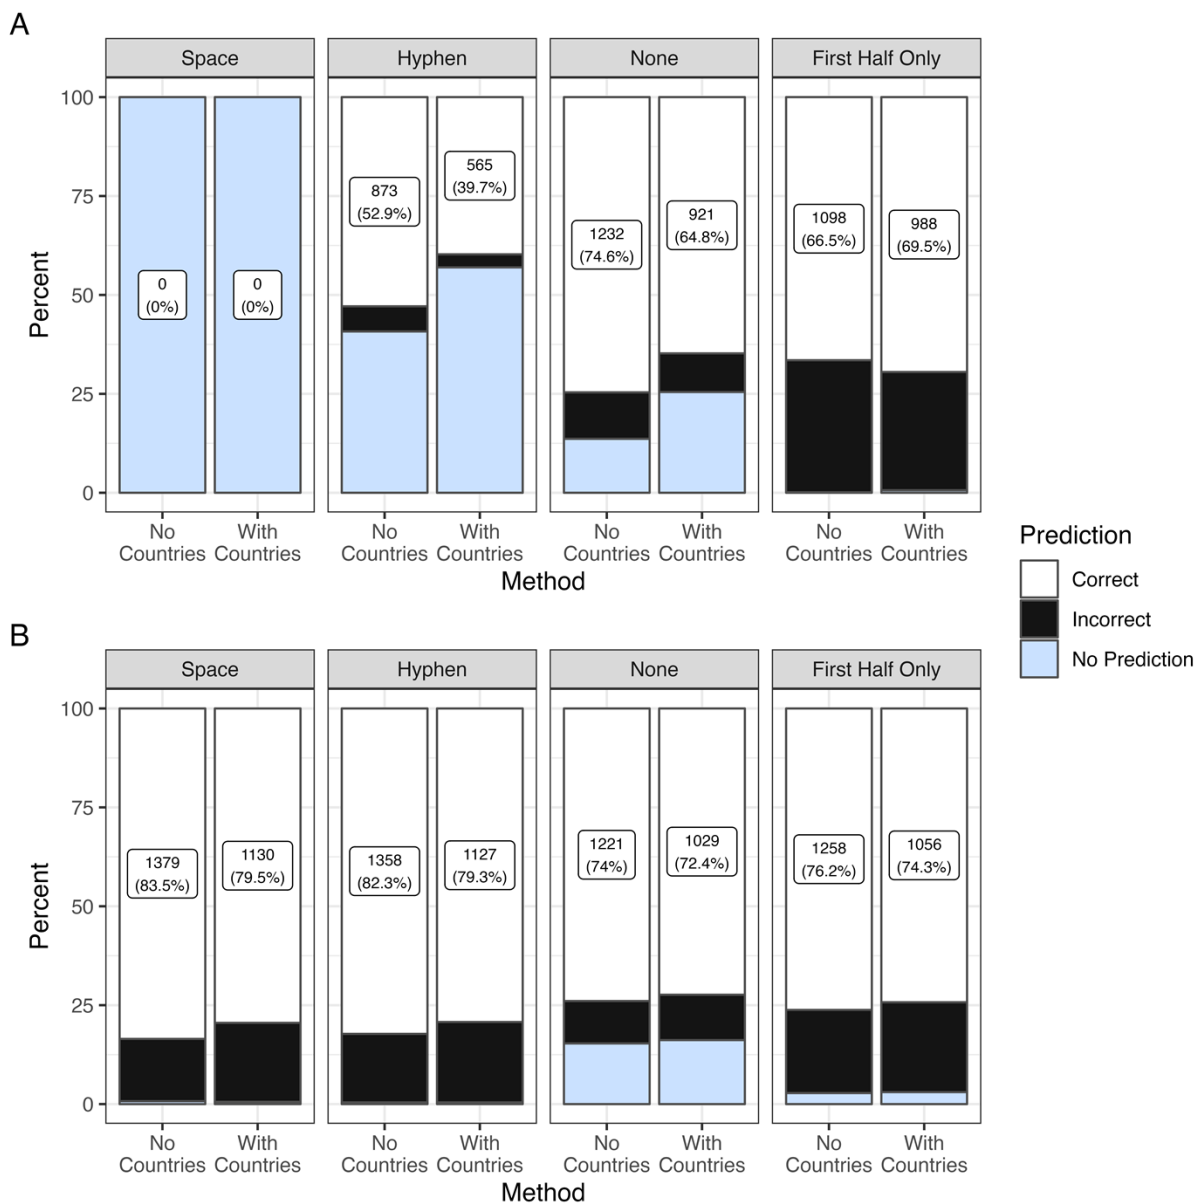 A
Space Hyphen None First Half Only
100
75
50
25
0
Percent
0
(0%)
0
(0%)
873
(52.9%)
565
(39.7%)
1232
(74.6%)
921
(64.8%)
1098
(66.5%)
988
(69.5%)
No With No With No With No With
Countries Countries Countries Countries Countries Countries Countries Countries
Method
Prediction
Correct
Incorrect
No Prediction
B
Space Hyphen None First Half Only
100
75
50
25
0
Percent
1379
(83.5%)
1130
(79.5%)
1358
(82.3%)
1127
(79.3%)
1221
(74%)
1029
(72.4%)
1258
(76.2%)
1056
(74.3%)
No With No With No With No With
Countries Countries Countries Countries Countries Countries Countries Countries
Method